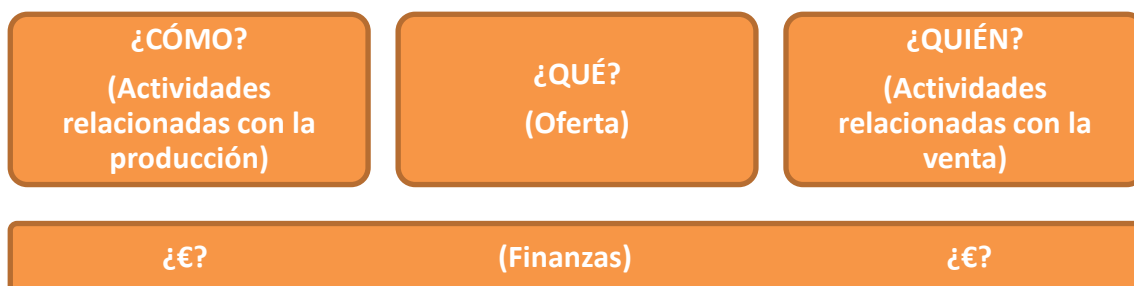 ¿CÓMO?
(Actividades
relacionadas con la
producción)
¿QUÉ?
(Oferta)
¿QUIÉN?
(Actividades
relacionadas con la
venta)
¿€? (Finanzas) ¿€?